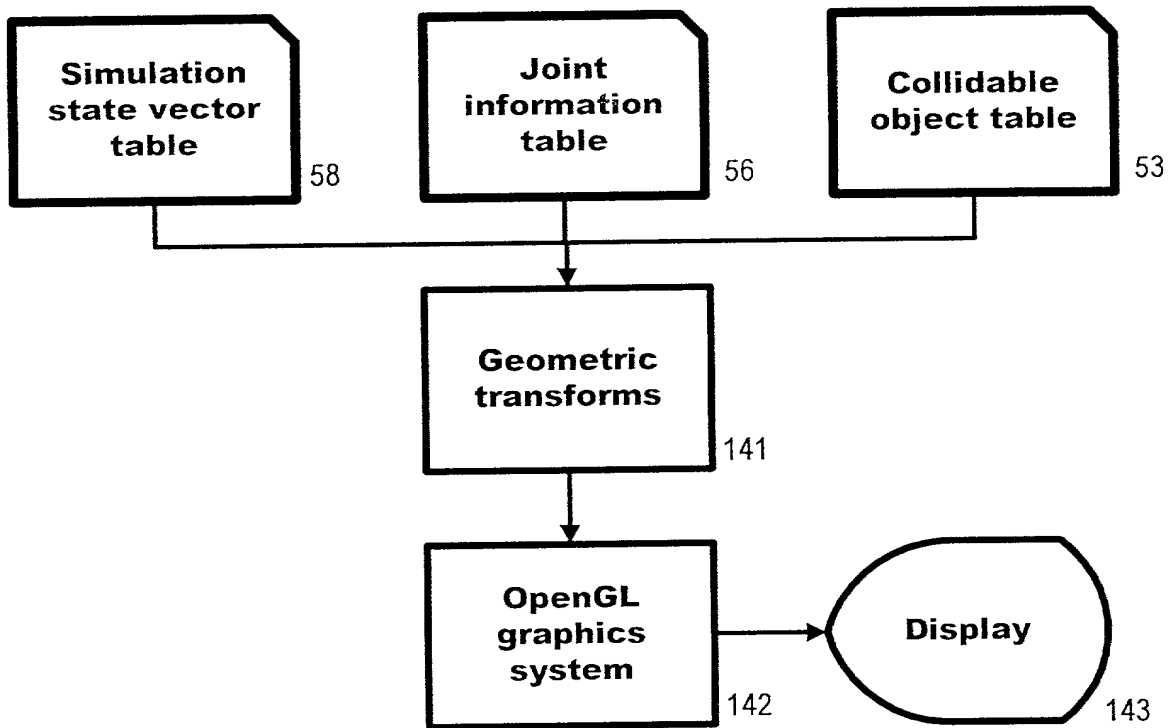 Simulation
state vector
table
58
Joint
information
table
56
Collidable
object table
53
Geometric
transforms
141
OpenGL
graphics
system
142
Display
143